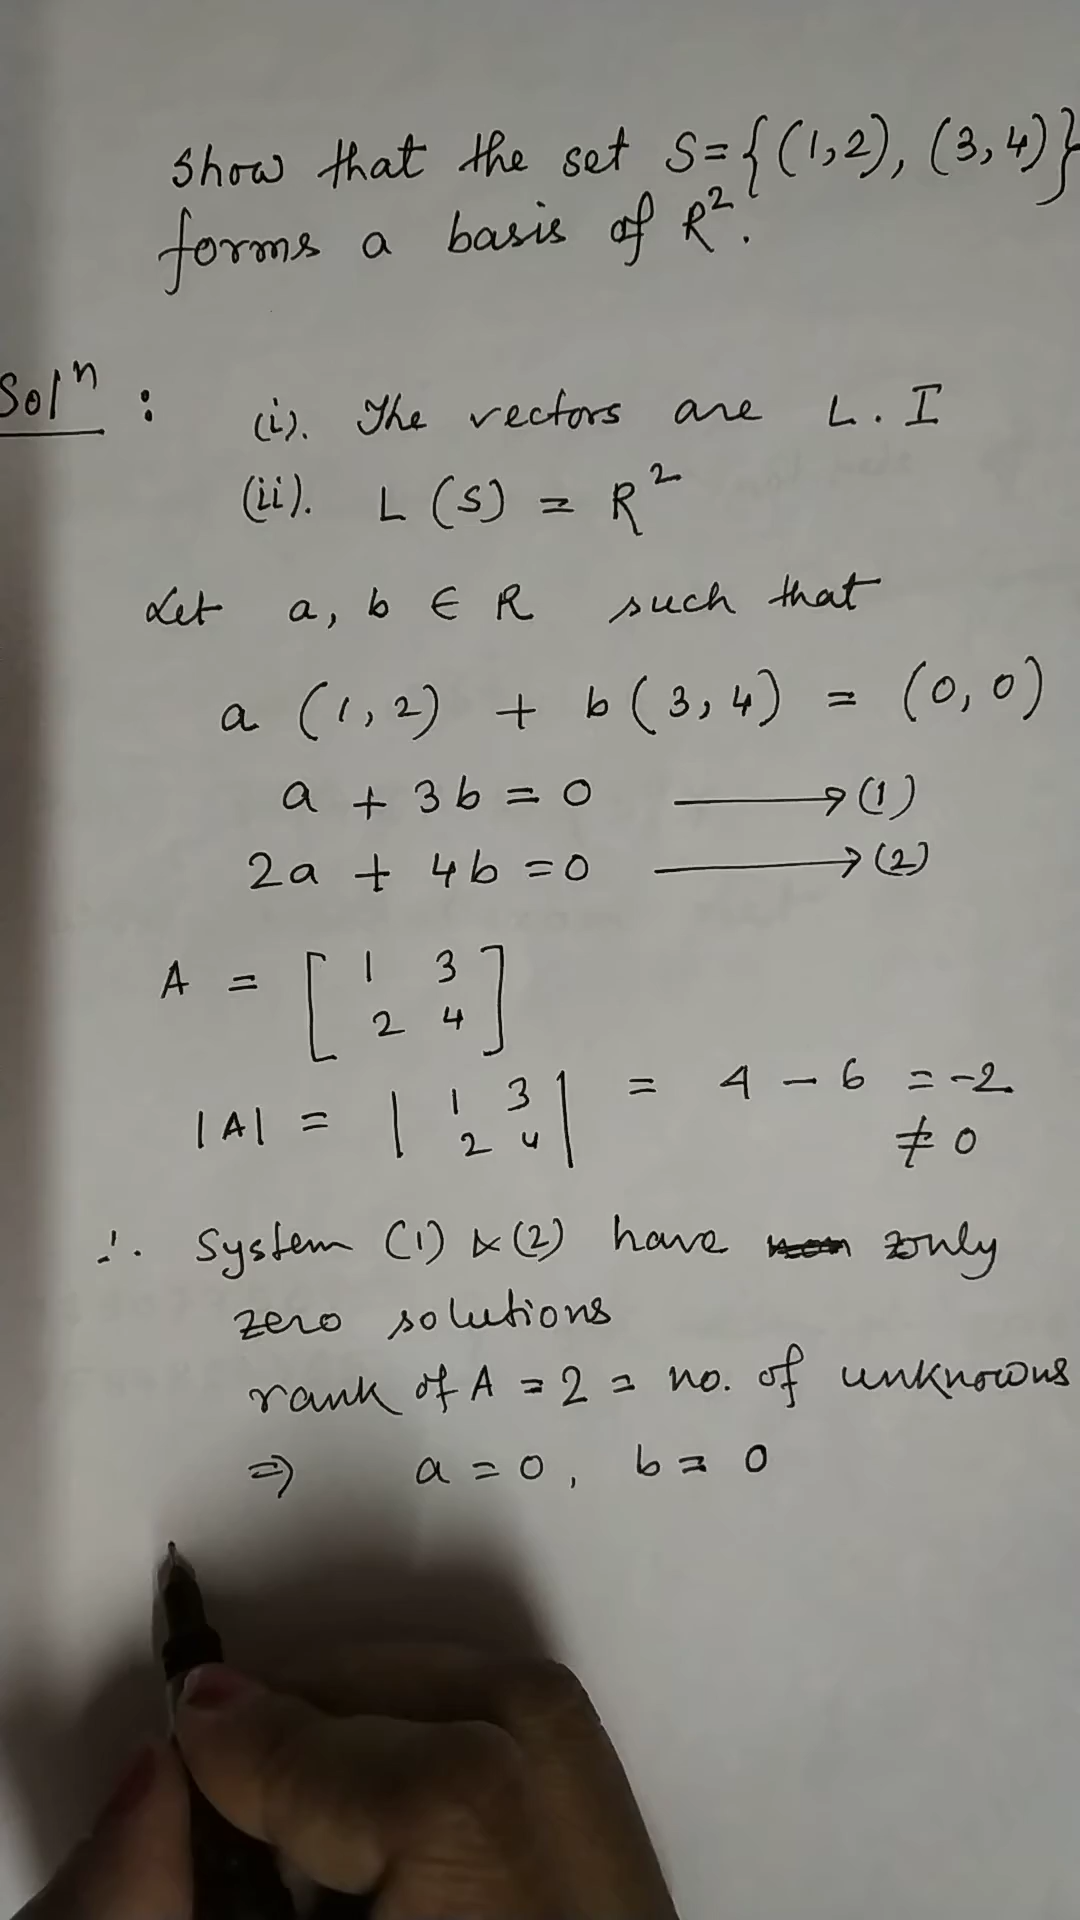 Show that the set S={(1,2), (3,4)}
forms a basis of R².
Solⁿ :
(i). The vectors are L.I
(ii). L(S) = R²
Let a, b ∈ R such that
a (1,2) + b(3,4) = (0,0)
a + 3b = 0 ⟶(1)
2a + 4b = 0 ⟶(2)
A = [ 1 3
2 4 ]
|A| = | 1 3
2 4 | = 4 - 6 = -2
≠ 0
∴ System (1) & (2) have only
zero solutions
rank of A = 2 = no. of unknowns
⇒ a = 0, b = 0